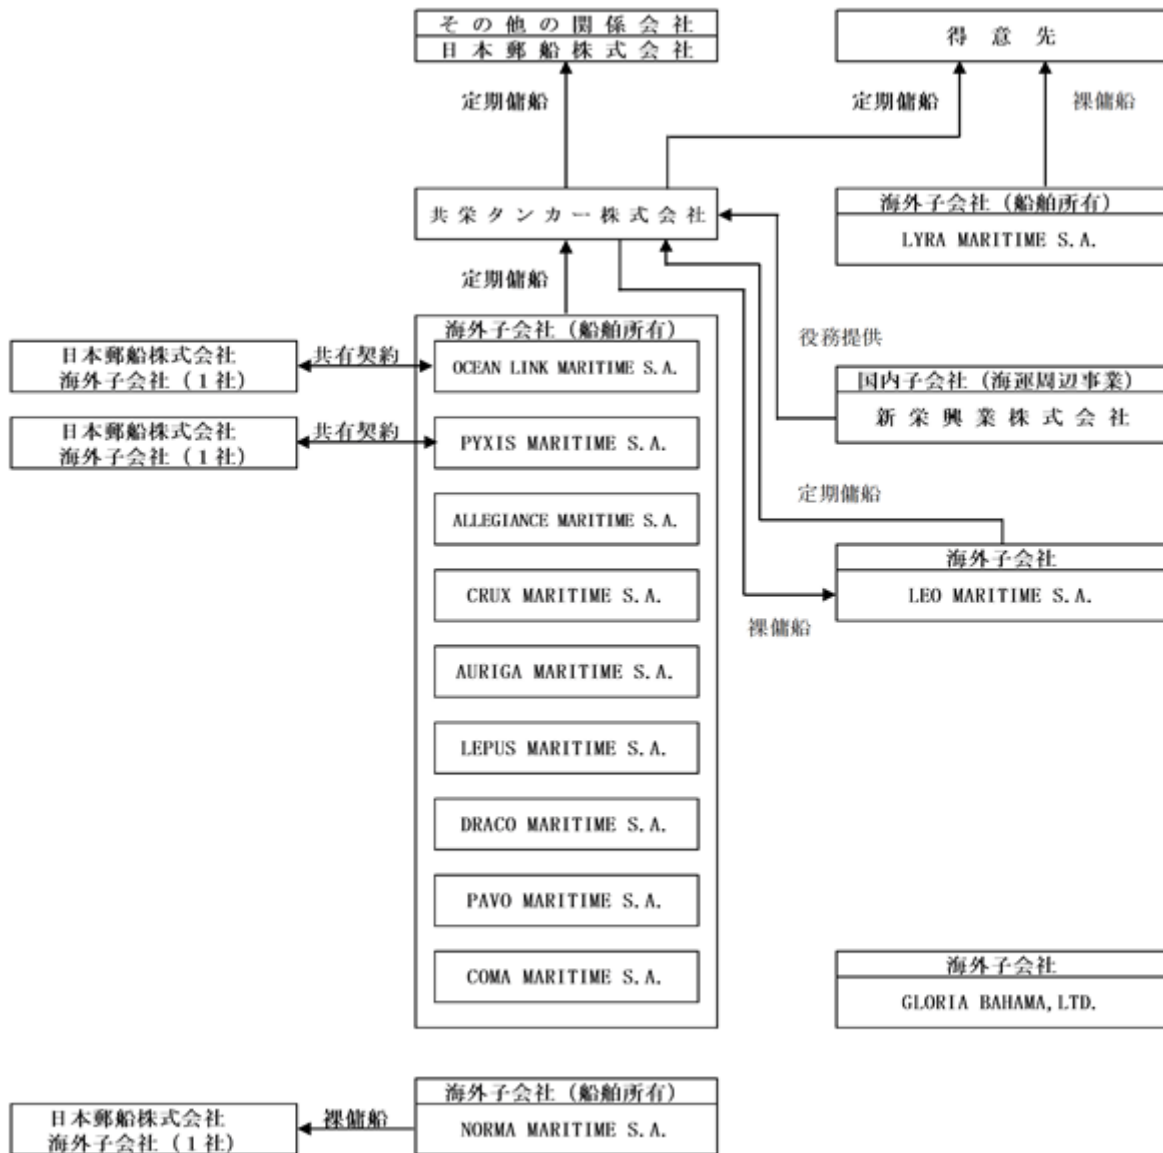 その他の関係会社
日本郵船株式会社
得意先
定期傭船
定期傭船
裸傭船
共栄タンカー株式会社
海外子会社（船舶所有）
LYRA MARITIME S.A.
定期傭船
海外子会社（船舶所有）
役務提供
日本郵船株式会社
海外子会社（１社）
共有契約
OCEAN LINK MARITIME S.A.
国内子会社（海運周辺事業）
新栄興業株式会社
日本郵船株式会社
海外子会社（１社）
共有契約
PYXIS MARITIME S.A.
定期傭船
ALLEGIANCE MARITIME S.A.
海外子会社
LEO MARITIME S.A.
CRUX MARITIME S.A.
裸傭船
AURIGA MARITIME S.A.
LEPUS MARITIME S.A.
DRACO MARITIME S.A.
PAVO MARITIME S.A.
COMA MARITIME S.A.
海外子会社
GLORIA BAHAMA,LTD.
海外子会社（船舶所有）
NORMA MARITIME S.A.
裸傭船
日本郵船株式会社
海外子会社（１社）